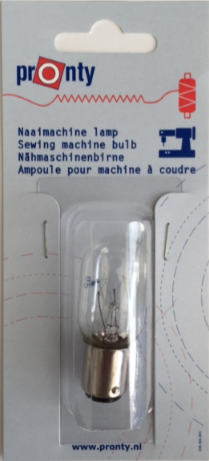 pronty
Naaimachine lamp
Sewing machine bulb
Nähmaschinenbirne
Ampoule pour machine à coudre
www.pronty.nl